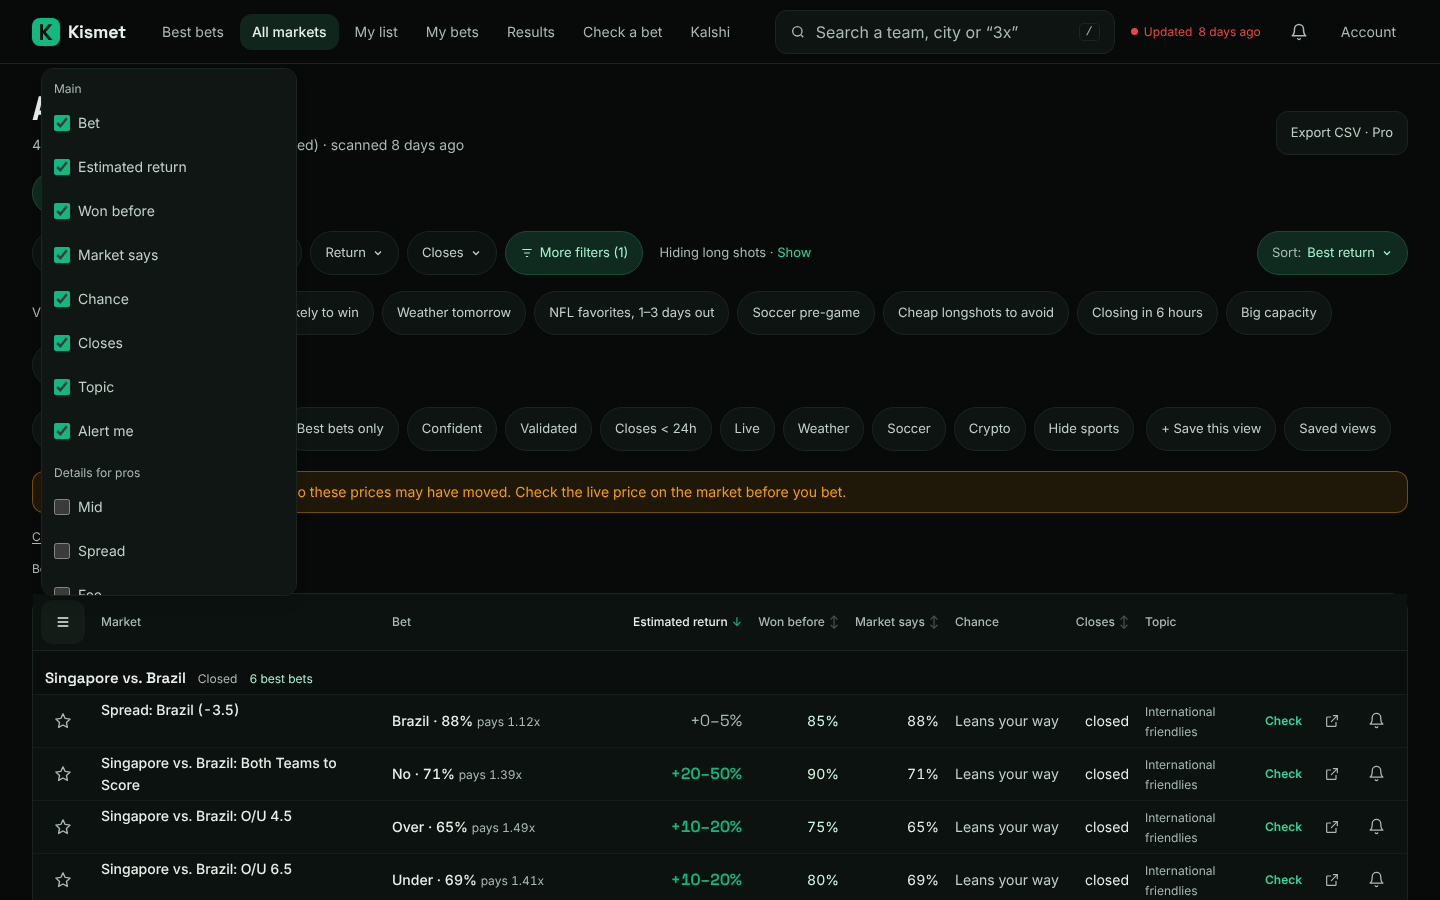 Kismet
Best bets
All markets
My list
My bets
Results
Check a bet
Kalshi
Search a team, city or “3x”
/
Updated 8 days ago
Account
Main
Bet
Estimated return
Won before
Market says
Chance
Closes
Topic
Alert me
Details for pros
Mid
Spread
ed) · scanned 8 days ago
Export CSV · Pro
Return
Closes
More filters (1)
Hiding long shots · Show
Sort: Best return
kely to win
Weather tomorrow
NFL favorites, 1–3 days out
Soccer pre-game
Cheap longshots to avoid
Closing in 6 hours
Big capacity
Best bets only
Confident
Validated
Closes < 24h
Live
Weather
Soccer
Crypto
Hide sports
+ Save this view
Saved views
o these prices may have moved. Check the live price on the market before you bet.
Market Bet Estimated return Won before Market says Chance Closes Topic
Singapore vs. Brazil Closed 6 best bets
Spread: Brazil (-3.5)
Brazil · 88% pays 1.12x
+0–5%
85%
88%
Leans your way
closed
International
friendlies
Check
Singapore vs. Brazil: Both Teams to
Score
No · 71% pays 1.39x
+20–50%
90%
71%
Leans your way
closed
International
friendlies
Check
Singapore vs. Brazil: O/U 4.5
Over · 65% pays 1.49x
+10–20%
75%
65%
Leans your way
closed
International
friendlies
Check
Singapore vs. Brazil: O/U 6.5
Under · 69% pays 1.41x
+10–20%
80%
69%
Leans your way
closed
International
friendlies
Check